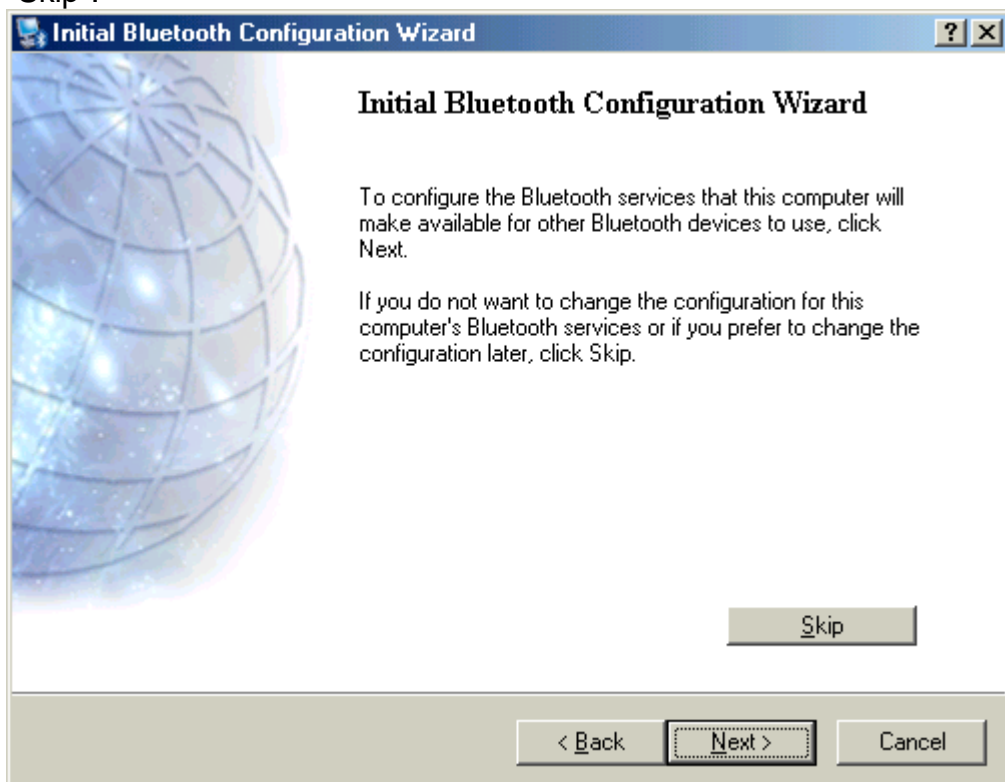 Skip".
Initial Bluetooth Configuration Wizard
? X
Initial Bluetooth Configuration Wizard
To configure the Bluetooth services that this computer will
make available for other Bluetooth devices to use, click
Next.
If you do not want to change the configuration for this
computer's Bluetooth services or if you prefer to change the
configuration later, click Skip.
Skip
< Back Next > Cancel